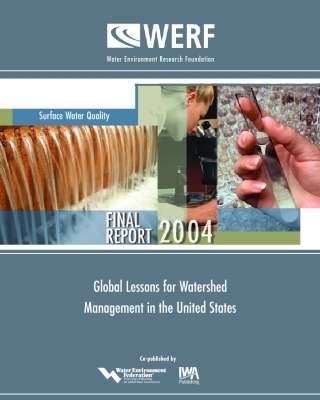 WERF
Water Environment Research Foundation
Surface Water Quality
FINAL
REPORT 2004
Global Lessons for Watershed
Management in the United States
Co-published by
Water Environment
Federation
IWA
Publishing